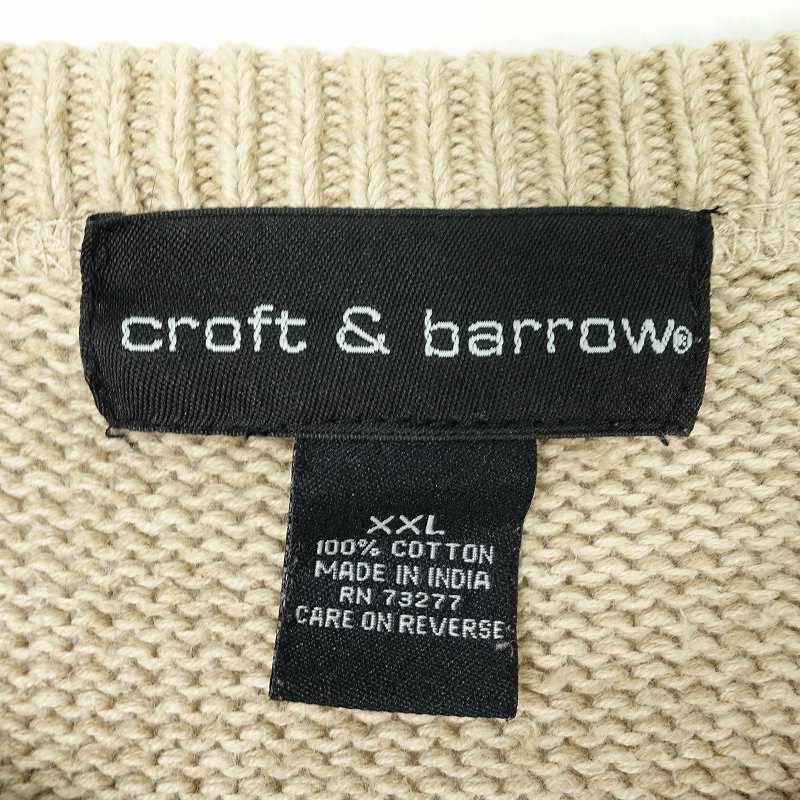 croft & barrow®
XXL
100% COTTON
MADE IN INDIA
RN 73277
CARE ON REVERSE